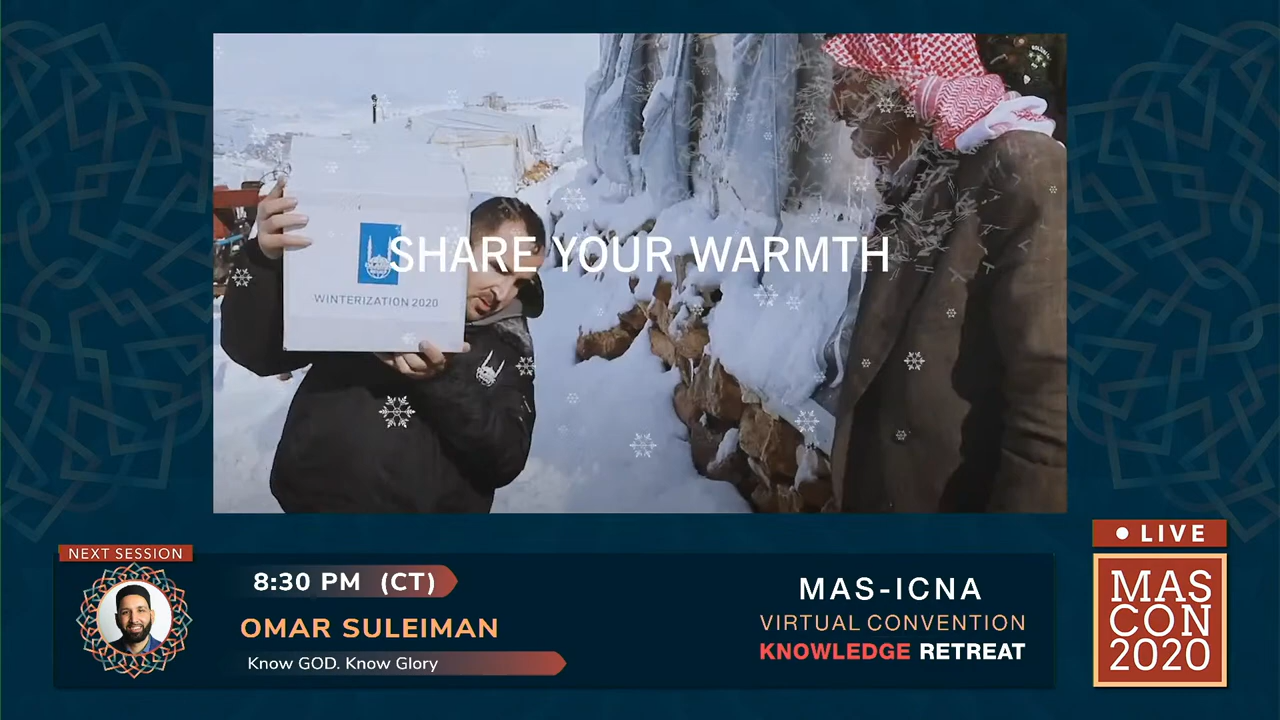 SHARE YOUR WARMTH
WINTERIZATION 2020
NEXT SESSION
8:30 PM (CT)
OMAR SULEIMAN
Know GOD. Know Glory
MAS-ICNA
VIRTUAL CONVENTION
KNOWLEDGE RETREAT
LIVE
MAS
CON
2020